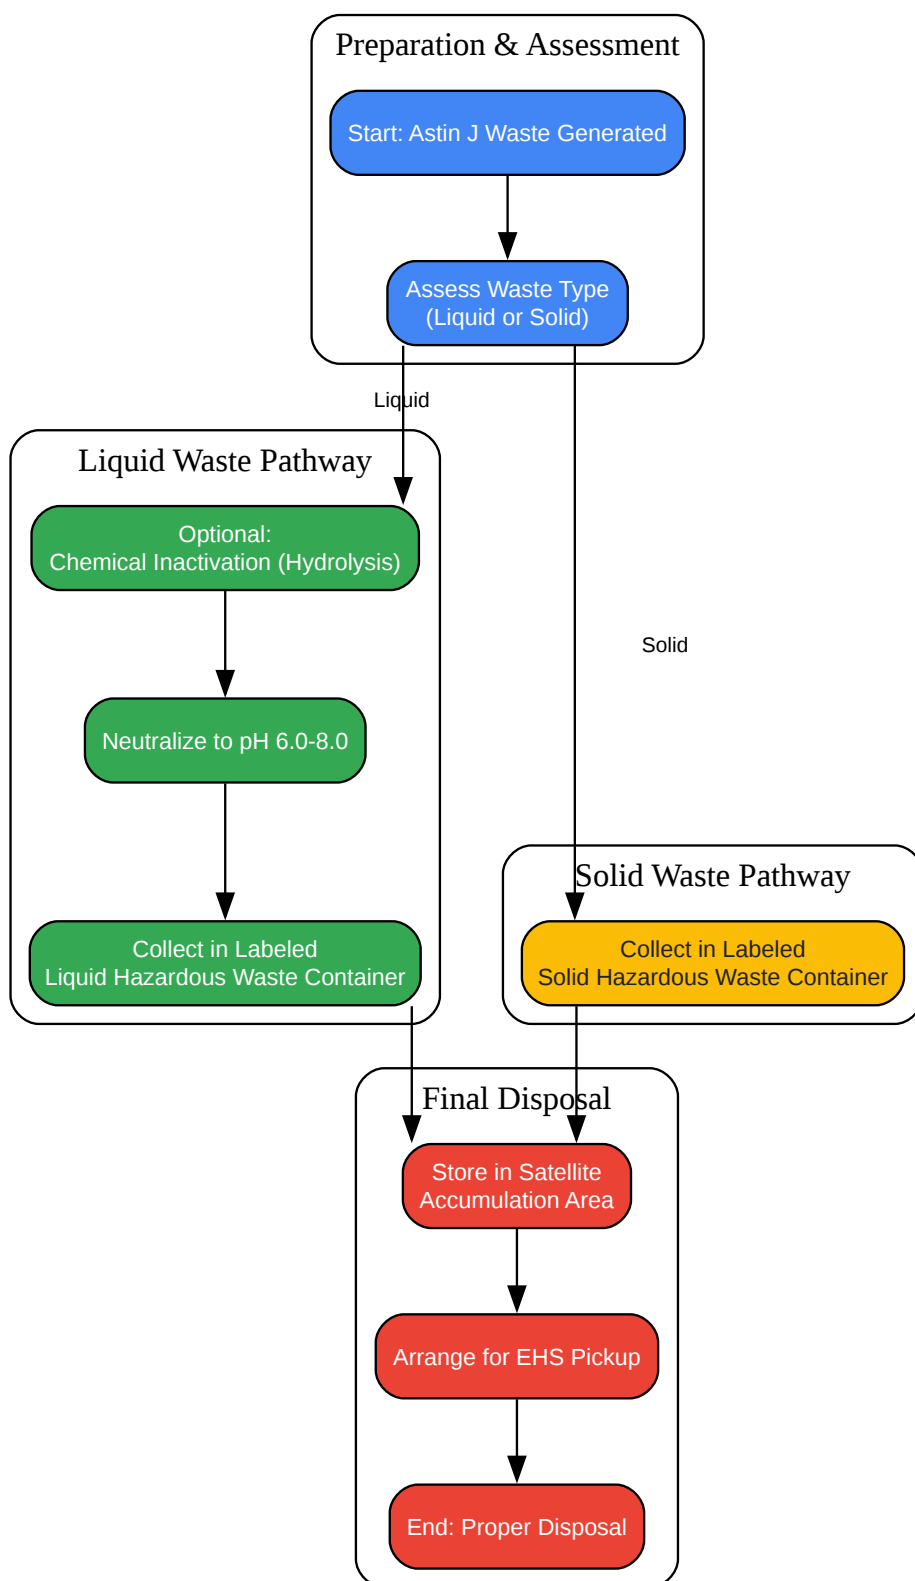 Preparation & Assessment
Start: Astin J Waste Generated
Assess Waste Type
(Liquid or Solid)
Liquid
Liquid Waste Pathway
Optional:
Chemical Inactivation (Hydrolysis)
Neutralize to pH 6.0-8.0
Collect in Labeled
Liquid Hazardous Waste Container
Solid
Solid Waste Pathway
Collect in Labeled
Solid Hazardous Waste Container
Final Disposal
Store in Satellite
Accumulation Area
Arrange for EHS Pickup
End: Proper Disposal